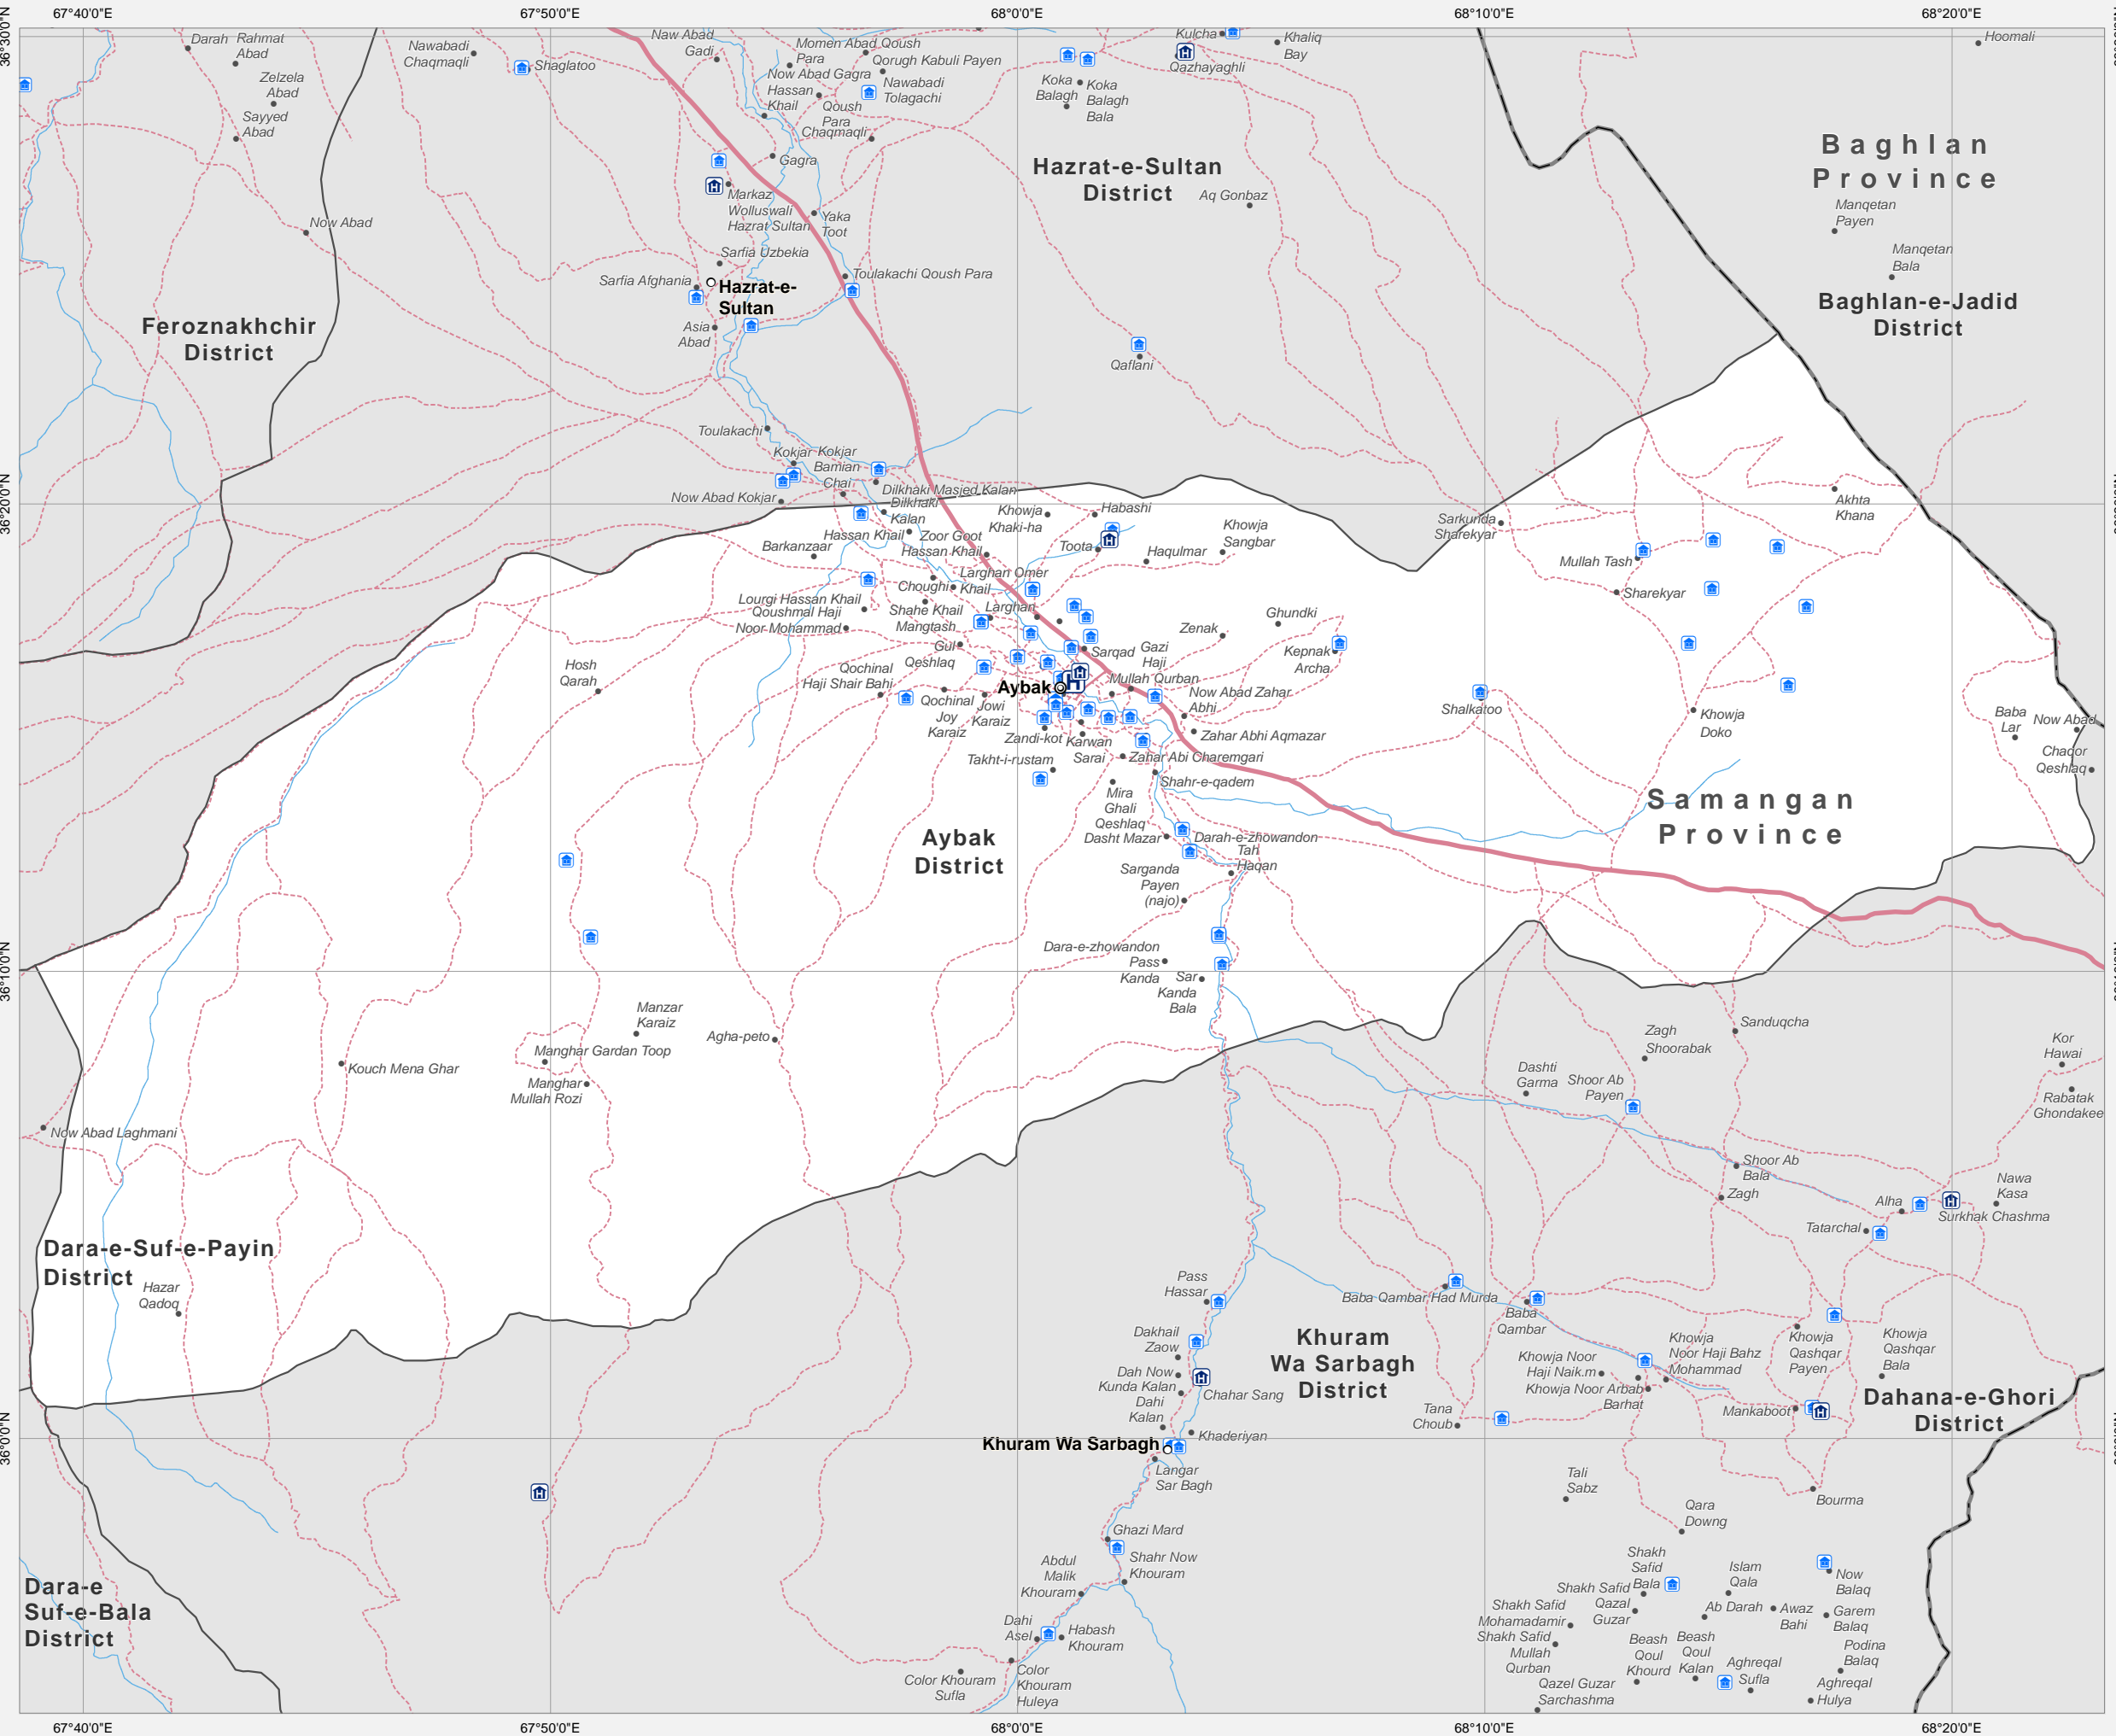 67°40'0"E
67°50'0"E
68°0'0"E
68°10'0"E
68°20'0"E
36°30'0"N
36°20'0"N
36°10'0"N
36°0'0"N
Darah
Rahmat
Abad
Zelzela
Abad
Sayyed
Abad
Now Abad
Nawabadi
Chaqmaqli
Shaglatoo
Naw Abad
Gadi
Momen Abad Qoush
Para
Qorugh Kabuli Payen
Now Abad Gagra
Nawabadi
Tolagachi
Hassan
Khail
Qoush
Para
Chaqmaqli
Gagra
Markaz
Wolluswali
Hazrat Sultan
Yaka
Toot
Sarfia Uzbekia
Sarfia Afghania
Hazrat-e-
Sultan
Toulakachi Qoush Para
Asia
Abad
Koka
Balagh
Koka
Balagh
Bala
Kulcha
Qazhayaghli
Khaliq
Bay
Hazrat-e-Sultan
District
Aq Gonbaz
Qaflani
Hoomali
Baghlan
Province
Manqetan
Payen
Manqetan
Bala
Baghlan-e-Jadid
District
Feroznakhchir
District
Toulakachi
Kokjar
Kokjar
Bamian
Chai
Now Abad Kokjar
Dilkhaki Masjed Kalan
Dilkhaki
Kalan
Hassan Khail
Zoor Goot
Hassan Khail
Barkanzaar
Khowja
Khaki-ha
Habashi
Toota
Haqulmar
Khowja
Sangbar
Choughi
Larghan Omer
Khail
Lourgi Hassan Khail
Qoushmal Haji
Noor Mohammad
Shahe Khail
Mangtash
Larghan
Gul
Qeshlaq
Sarqad
Gazi
Haji
Zenak
Ghundki
Kepnak
Archa
Hosh
Qarah
Qochinal
Haji Shair Bahi
Aybak
Mullah Qurban
Now Abad Zahar
Abhi
Qochinal
Joy
Karaiz
Jowi
Karaiz
Zandi-kot
Karwan
Sarai
Zahar Abhi Aqmazar
Takht-i-rustam
Zahar Abi Charemgari
Shahr-e-qadem
Mira
Ghali
Qeshlaq
Dasht Mazar
Darah-e-zhowandon
Tah
Haqan
Sarganda
Payen
(najo)
Aybak
District
Sarkunda
Sharekyar
Mullah Tash
Sharekyar
Akhta
Khana
Shalkatoo
Khowja
Doko
Baba
Lar
Now Abad
Chaqor
Qeshlaq
Samangan
Province
Dara-e-zhowandon
Pass
Kanda
Sar
Kanda
Bala
Manzar
Karaiz
Agha-peto
Manghar Gardan Toop
Manghar
Mullah Rozi
Kouch Mena Ghar
Now Abad Laghmani
Dara-e-Suf-e-Payin
District
Hazar
Qadoq
Sanduqcha
Zagh
Shoorabak
Dashti
Garma
Shoor Ab
Payen
Kor
Hawai
Rabatak
Ghondakee
Shoor Ab
Bala
Zagh
Alha
Nawa
Kasa
Surkhak Chashma
Tatarchal
Pass
Hassar
Baba Qambar Had Murda
Baba
Qambar
Dakhail
Zaow
Dah Now
Kunda Kalan
Chahar Sang
Dahi
Kalan
Khaderiyan
Khuram Wa Sarbagh
Langar
Sar Bagh
Khuram
Wa Sarbagh
District
Khowja Noor
Haji Naik.m
Khowja
Noor Haji Bahz
Mohammad
Khowja Noor Arbab
Barhat
Khowja
Qashqar
Payen
Khowja
Qashqar
Bala
Dahana-e-Ghori
District
Tana
Choub
Mankaboot
Tali
Sabz
Bourma
Qara
Downg
Ghazi Mard
Shahr Now
Khouram
Abdul
Malik
Khouram
Dahi
Asel
Habash
Khouram
Color Khouram
Sufla
Color
Khouram
Huleya
Shakh
Safid
Bala
Islam
Qala
Now
Balaq
Shakh Safid
Qazal
Guzar
Ab Darah
Awaz
Bahi
Garem
Balaq
Shakh Safid
Mohamadamir
Shakh Safid
Mullah
Qurban
Beash
Qoul
Khourd
Beash
Qoul
Kalan
Podina
Balaq
Aghreqal
Sufla
Aghreqal
Hulya
Qazel Guzar
Sarchashma
Dara-e
Suf-e-Bala
District
67°40'0"E
67°50'0"E
68°0'0"E
68°10'0"E
68°20'0"E